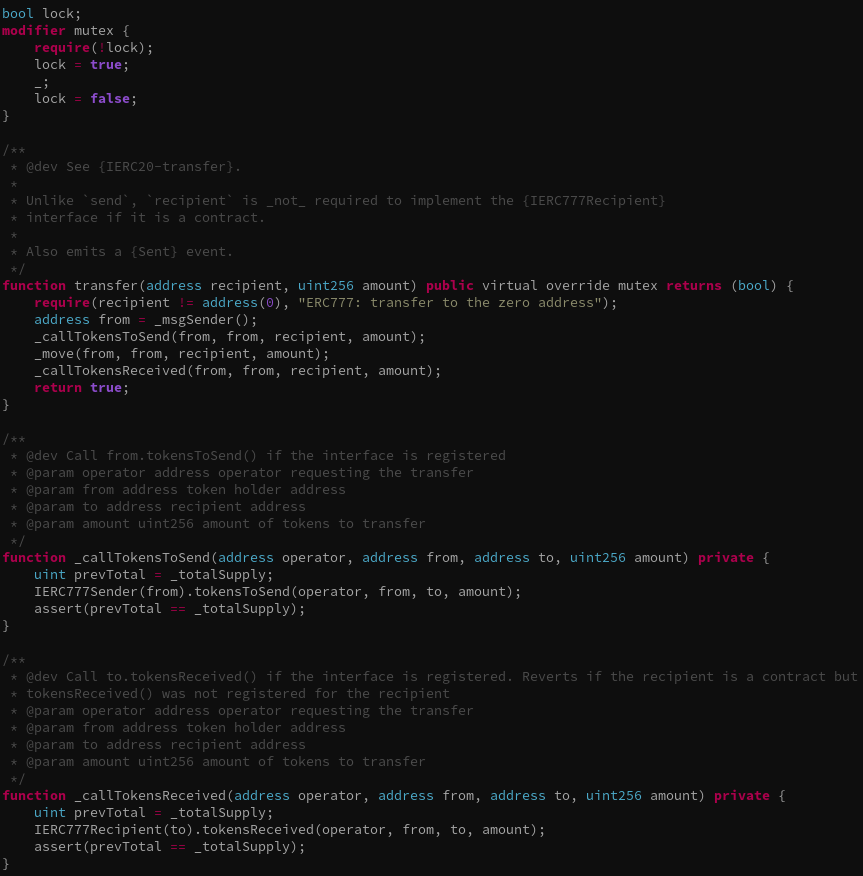 bool lock;
modifier mutex {
    require(!lock);
    lock = true;
    _;
    lock = false;
}

/**
 * @dev See {IERC20-transfer}.
 *
 * Unlike `send`, `recipient` is _not_ required to implement the {IERC777Recipient}
 * interface if it is a contract.
 *
 * Also emits a {Sent} event.
 */
function transfer(address recipient, uint256 amount) public virtual override mutex returns (bool) {
    require(recipient != address(0), "ERC777: transfer to the zero address");
    address from = _msgSender();
    _callTokensToSend(from, from, recipient, amount);
    _move(from, from, recipient, amount);
    _callTokensReceived(from, from, recipient, amount);
    return true;
}

/**
 * @dev Call from.tokensToSend() if the interface is registered
 * @param operator address operator requesting the transfer
 * @param from address token holder address
 * @param to address recipient address
 * @param amount uint256 amount of tokens to transfer
 */
function _callTokensToSend(address operator, address from, address to, uint256 amount) private {
    uint prevTotal = _totalSupply;
    IERC777Sender(from).tokensToSend(operator, from, to, amount);
    assert(prevTotal == _totalSupply);
}

/**
 * @dev Call to.tokensReceived() if the interface is registered. Reverts if the recipient is a contract but
 * tokensReceived() was not registered for the recipient
 * @param operator address operator requesting the transfer
 * @param from address token holder address
 * @param to address recipient address
 * @param amount uint256 amount of tokens to transfer
 */
function _callTokensReceived(address operator, address from, address to, uint256 amount) private {
    uint prevTotal = _totalSupply;
    IERC777Recipient(to).tokensReceived(operator, from, to, amount);
    assert(prevTotal == _totalSupply);
}